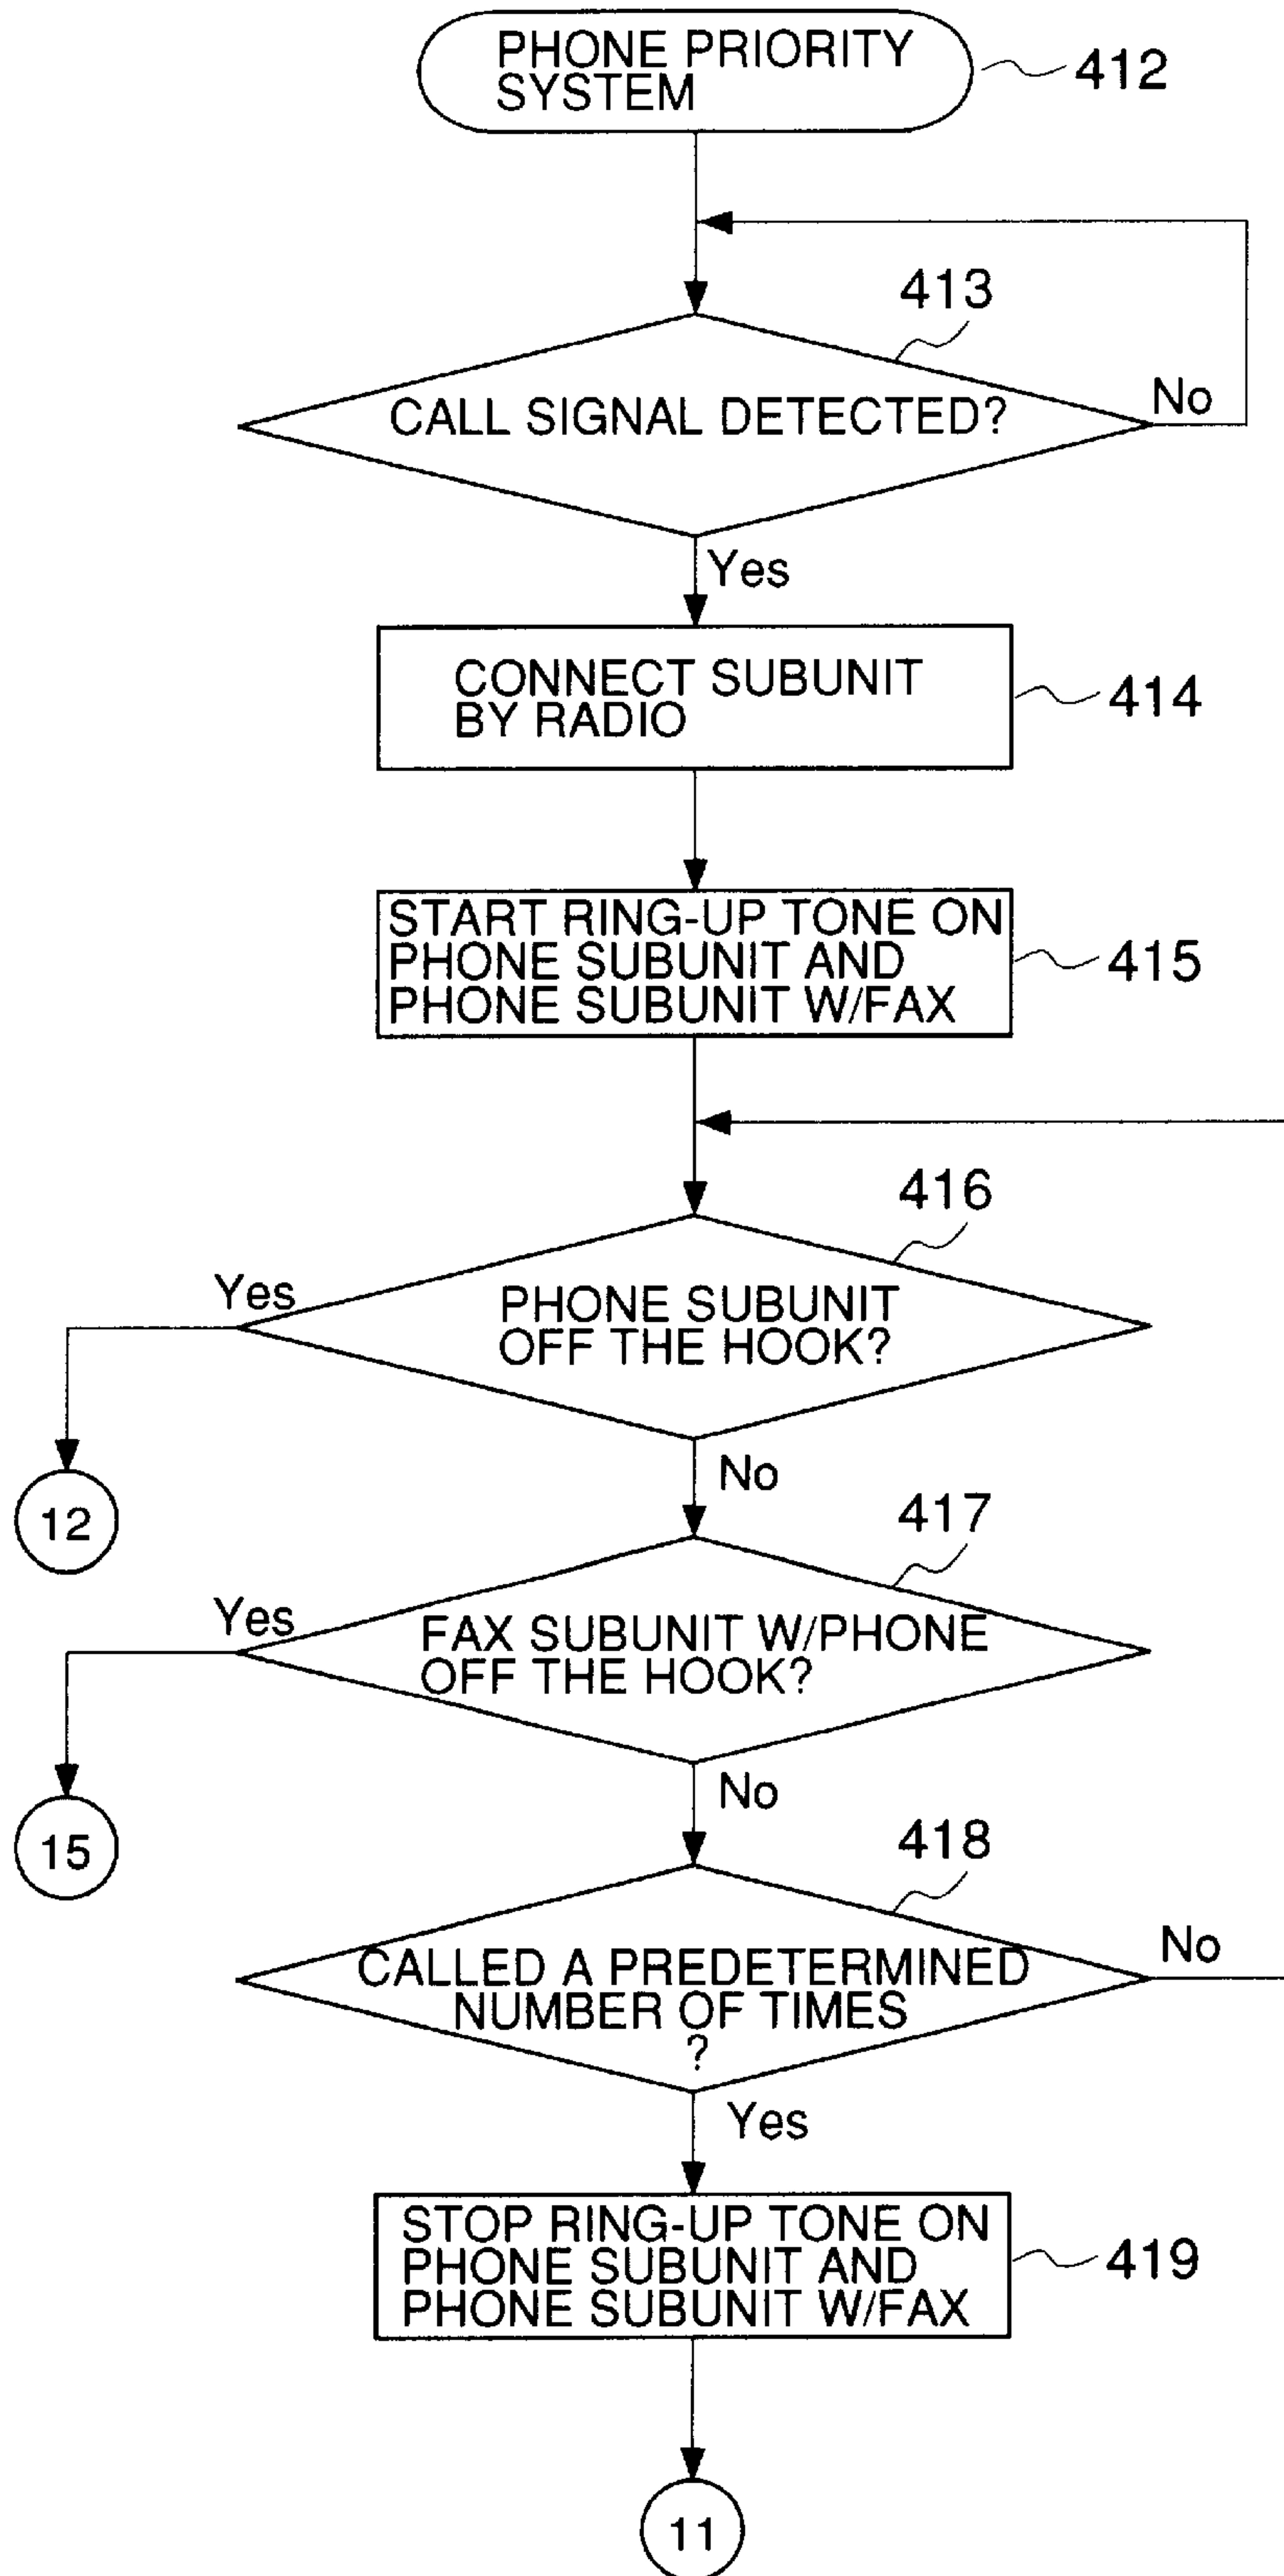 PHONE PRIORITY
SYSTEM
412
413
CALL SIGNAL DETECTED?
No
Yes
CONNECT SUBUNIT
BY RADIO
414
START RING-UP TONE ON
PHONE SUBUNIT AND
PHONE SUBUNIT W/FAX
415
416
Yes
PHONE SUBUNIT
OFF THE HOOK?
No
12
417
Yes
FAX SUBUNIT W/PHONE
OFF THE HOOK?
No
15
418
No
CALLED A PREDETERMINED
NUMBER OF TIMES
?
Yes
STOP RING-UP TONE ON
PHONE SUBUNIT AND
PHONE SUBUNIT W/FAX
419
11